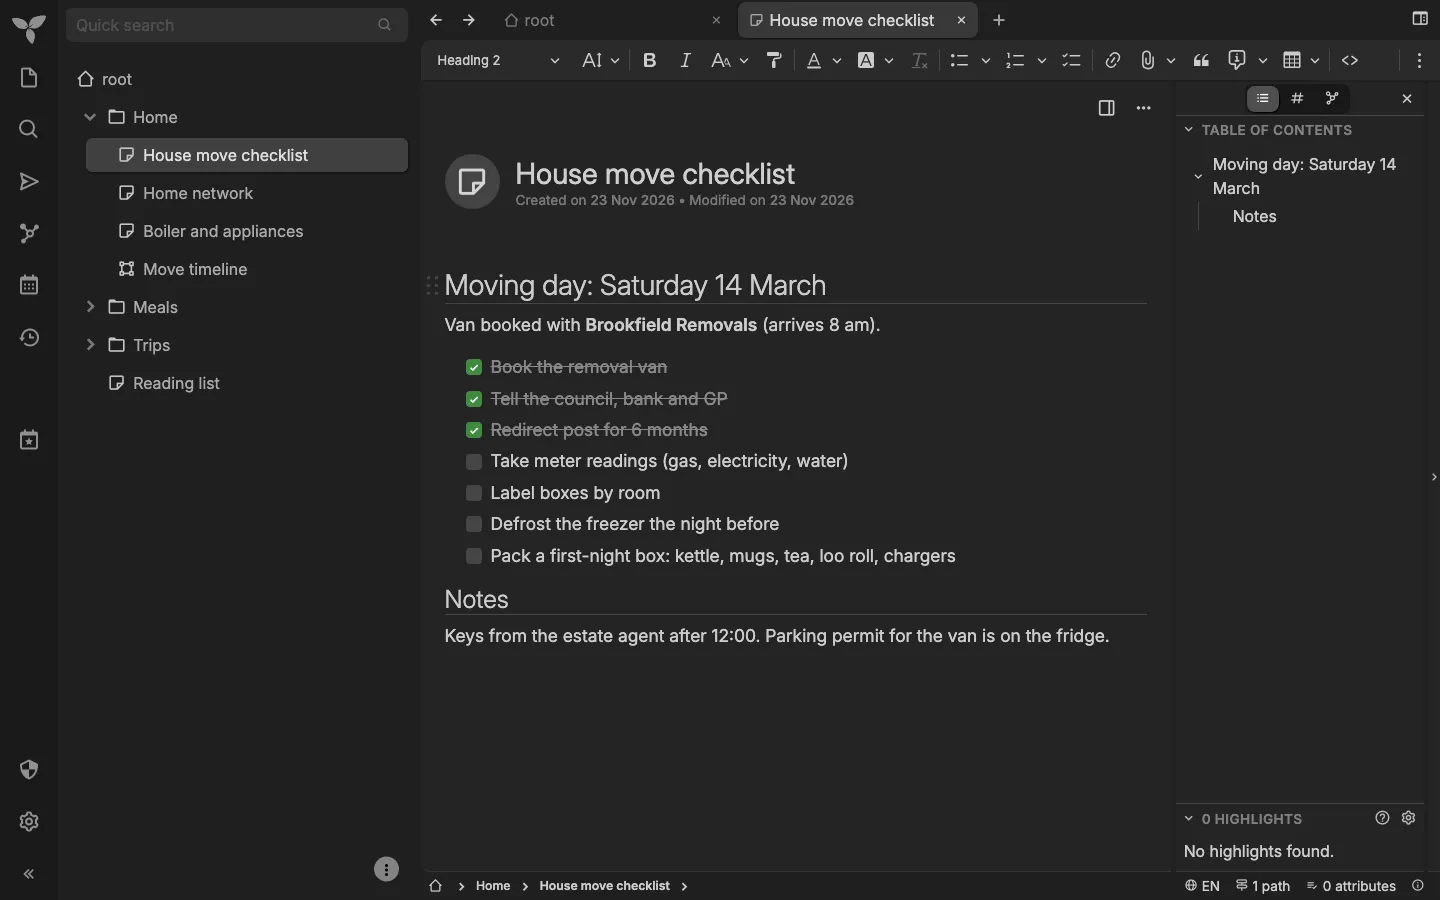 Quick search
root
House move checklist
Heading 2
root
Home
House move checklist
Home network
Boiler and appliances
Move timeline
Meals
Trips
Reading list
House move checklist
Created on 23 Nov 2026 • Modified on 23 Nov 2026
Moving day: Saturday 14 March
Van booked with Brookfield Removals (arrives 8 am).
Book the removal van
Tell the council, bank and GP
Redirect post for 6 months
Take meter readings (gas, electricity, water)
Label boxes by room
Defrost the freezer the night before
Pack a first-night box: kettle, mugs, tea, loo roll, chargers
Notes
Keys from the estate agent after 12:00. Parking permit for the van is on the fridge.
TABLE OF CONTENTS
Moving day: Saturday 14
March
Notes
0 HIGHLIGHTS
No highlights found.
Home > House move checklist >
EN 1 path 0 attributes